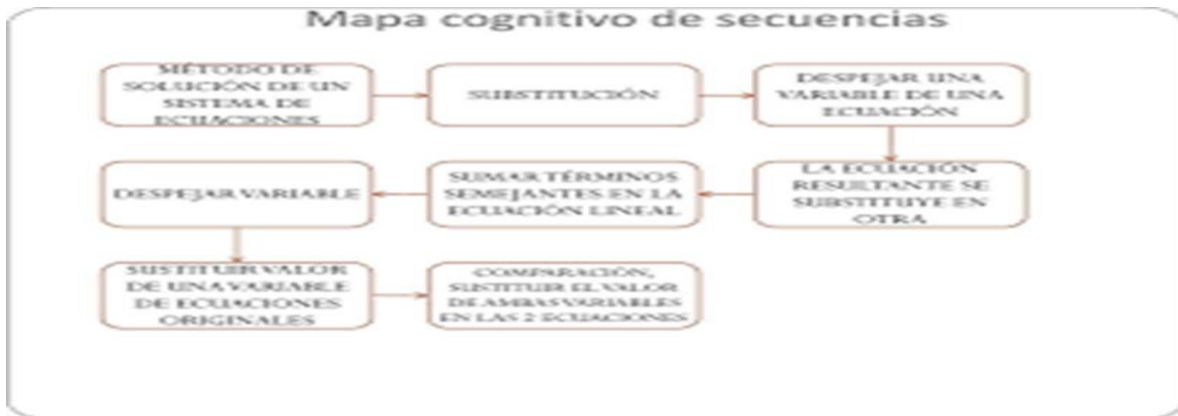 Mapa cognitivo de secuencias
MÉTODO DE
SOLUCIÓN DE UN
SISTEMA DE
ECUACIONES
SUBSTITUCIÓN
DESPEJAR UNA
VARIABLE DE UNA
ECUACIÓN
LA ECUACIÓN
RESULTANTE SE
SUBSTITUYE EN
OTRA
SUMAR TÉRMINOS
SEMEJANTES EN LA
ECUACIÓN LINEAL
DESPEJAR VARIABLE
SUSTITUIR VALOR
DE UNA VARIABLE
DE ECUACIONES
ORIGINALES
COMPARACIÓN,
SUSTITUIR EL VALOR
DE AMBAS VARIABLES
EN LAS 2 ECUACIONES